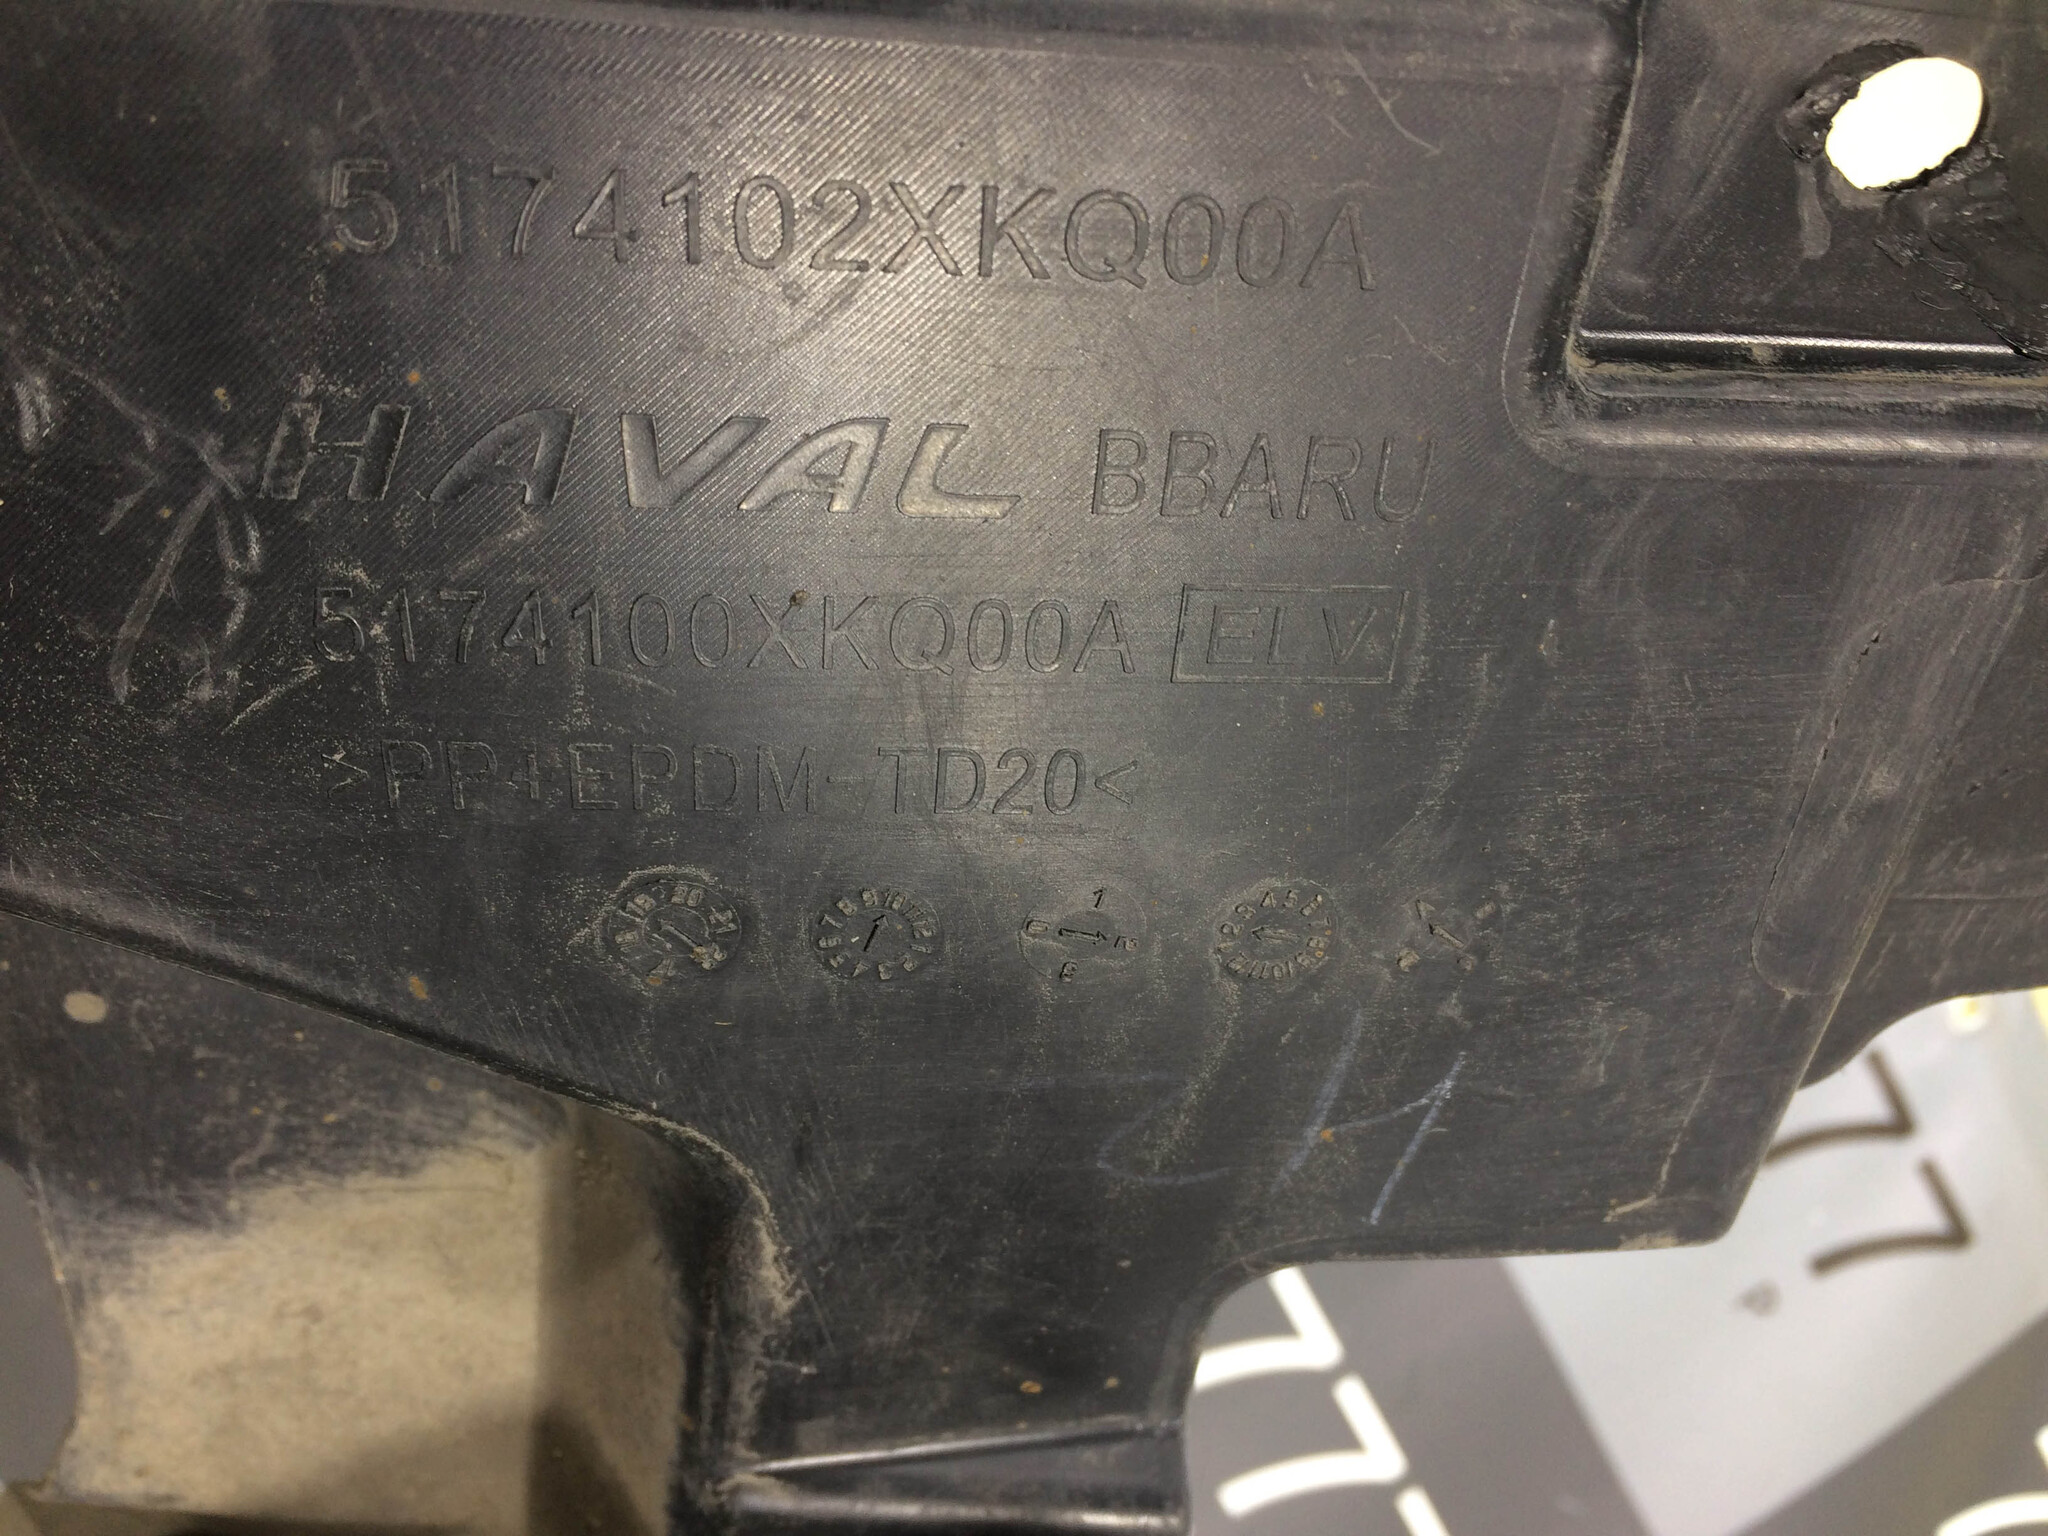 5174102XKQ00A
HAVAL BBARU
5174100XKQ00A ELV
>PP+EPDM-TD20<